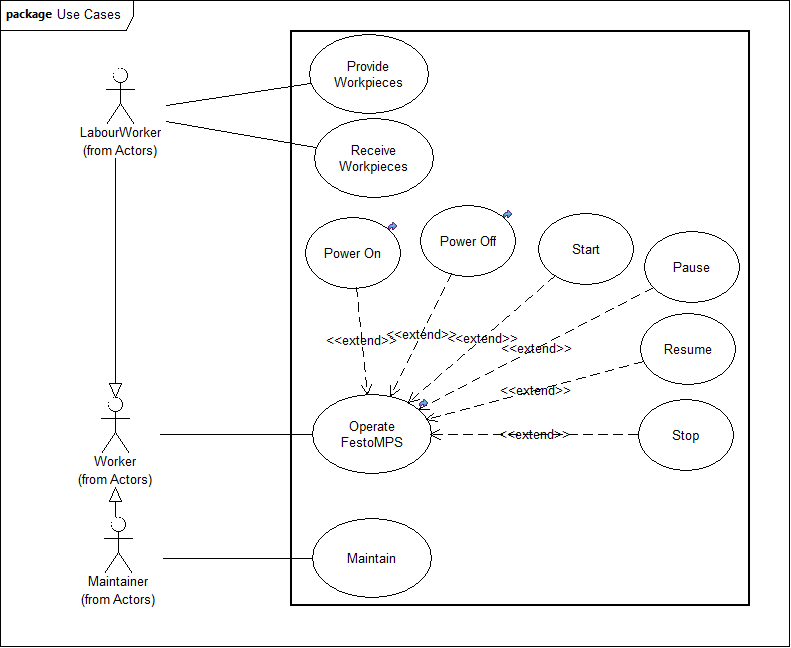 package Use Cases
Provide
Workpieces
LabourWorker
(from Actors)
Receive
Workpieces
Power On
Power Off
Start
Pause
<<extend>>
<<extend>>
<<extend>>
<<extend>>
Resume
<<extend>>
Operate
FestoMPS
<<extend>>
Stop
Worker
(from Actors)
Maintain
Maintainer
(from Actors)